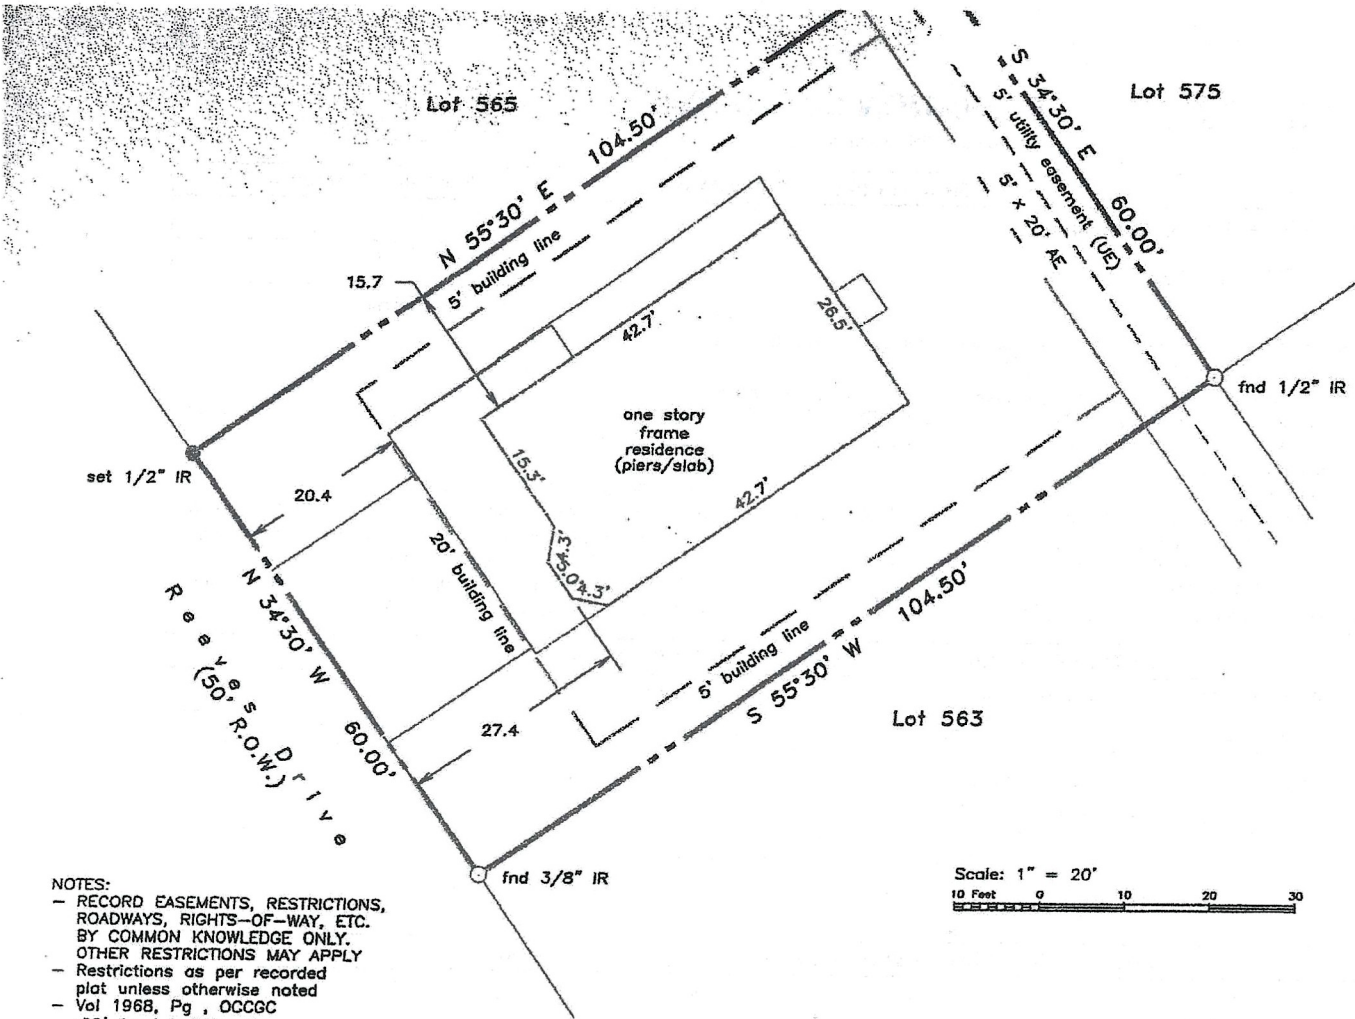 Lot 565
Lot 575
N 55°30' E 104.50'
5' building line
S 34°30' E 60.00'
5' utility easement (UE)
5' x 20' AE
15.7
42.7'
26.5'
one story
frame
residence
(piers/slab)
15.3'
42.7'
4.3'
5.0'
4.3'
fnd 1/2" IR
set 1/2" IR
20.4
20' building line
N 34°30' W 60.00'
Reeves Drive
(50' R.O.W.)
27.4
5' building line
S 55°30' W 104.50'
Lot 563
fnd 3/8" IR
Scale: 1" = 20'
10 Feet 0 10 20 30
NOTES:
— RECORD EASEMENTS, RESTRICTIONS,
ROADWAYS, RIGHTS—OF—WAY, ETC.
BY COMMON KNOWLEDGE ONLY.
OTHER RESTRICTIONS MAY APPLY
— Restrictions as per recorded
plat unless otherwise noted
— Vol 1968, Pg , OCCGC